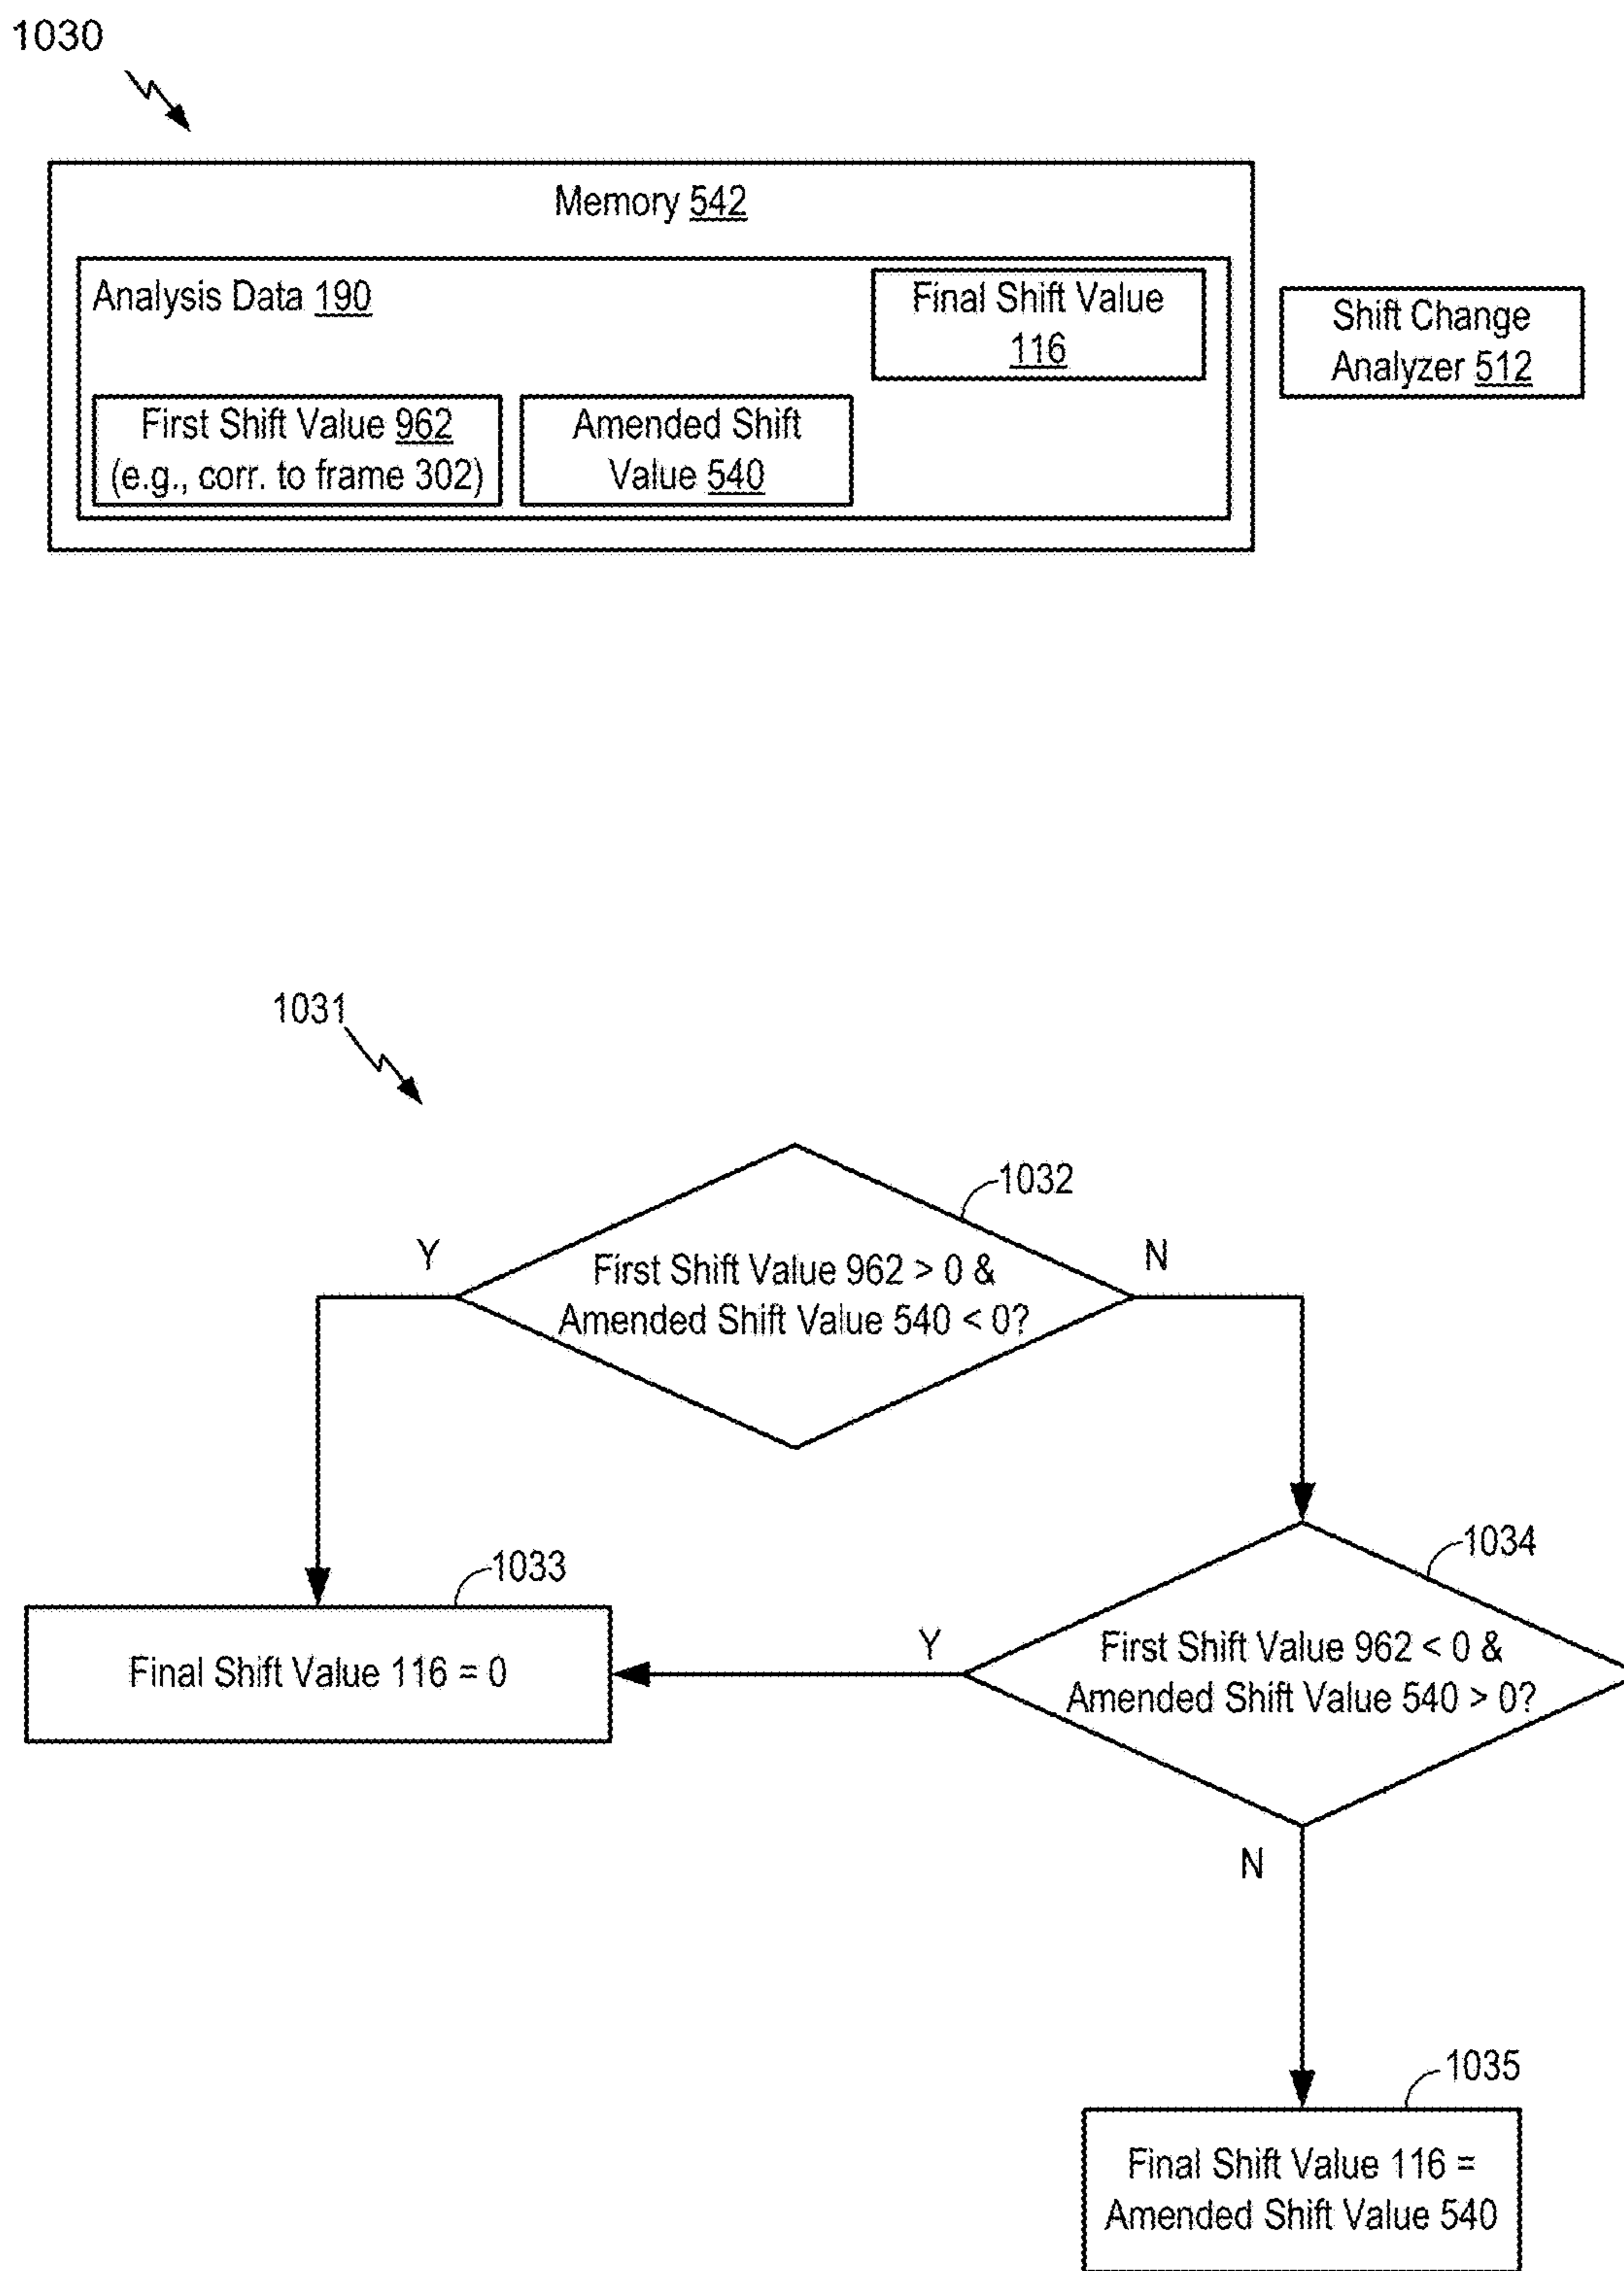 1030
Memory 542
Analysis Data 190
Final Shift Value
116
Shift Change
Analyzer 512
First Shift Value 962
(e.g., corr. to frame 302)
Amended Shift
Value 540
1031
1032
Y
First Shift Value 962 > 0 &
Amended Shift Value 540 < 0?
N
1033
Final Shift Value 116 = 0
1034
Y
First Shift Value 962 < 0 &
Amended Shift Value 540 > 0?
N
1035
Final Shift Value 116 =
Amended Shift Value 540